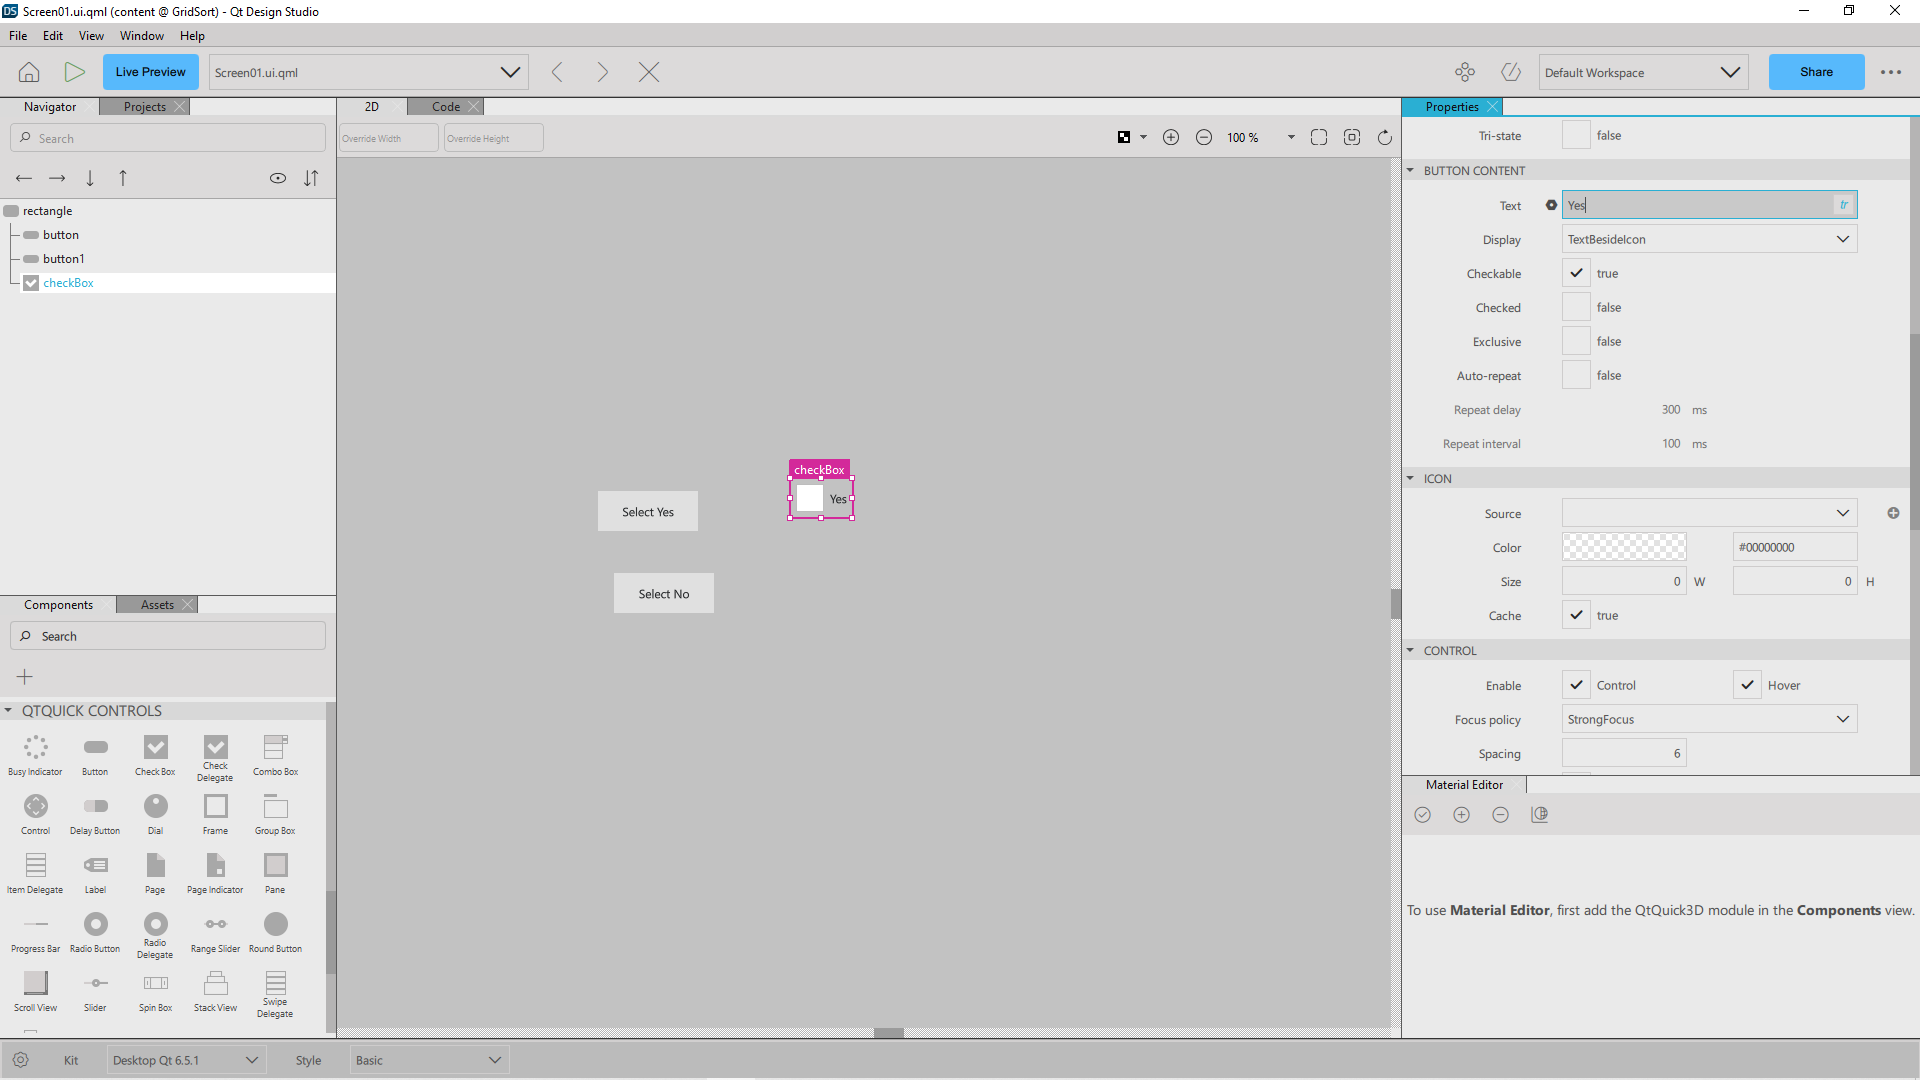 DS Screen01.ui.qml (content @ GridSort) - Qt Design Studio
File Edit View Window Help
Live Preview Screen01.ui.qml Default Workspace Share
Navigator Projects
Search
rectangle
button
button1
checkBox
Components Assets
Search
QTQUICK CONTROLS
Busy Indicator Button Check Box Check Delegate Combo Box
Control Delay Button Dial Frame Group Box
Item Delegate Label Page Page Indicator Pane
Progress Bar Radio Button Radio Delegate Range Slider Round Button
Scroll View Slider Spin Box Stack View Swipe Delegate
2D Code
Override Width Override Height 100 %
checkBox
Yes
Select Yes
Select No
Properties
Tri-state false
BUTTON CONTENT
Text Yes tr
Display TextBesideIcon
Checkable true
Checked false
Exclusive false
Auto-repeat false
Repeat delay 300 ms
Repeat interval 100 ms
ICON
Source
Color #00000000
Size 0 W 0 H
Cache true
CONTROL
Enable Control Hover
Focus policy StrongFocus
Spacing 6
Material Editor
To use Material Editor, first add the QtQuick3D module in the Components view.
Kit Desktop Qt 6.5.1 Style Basic